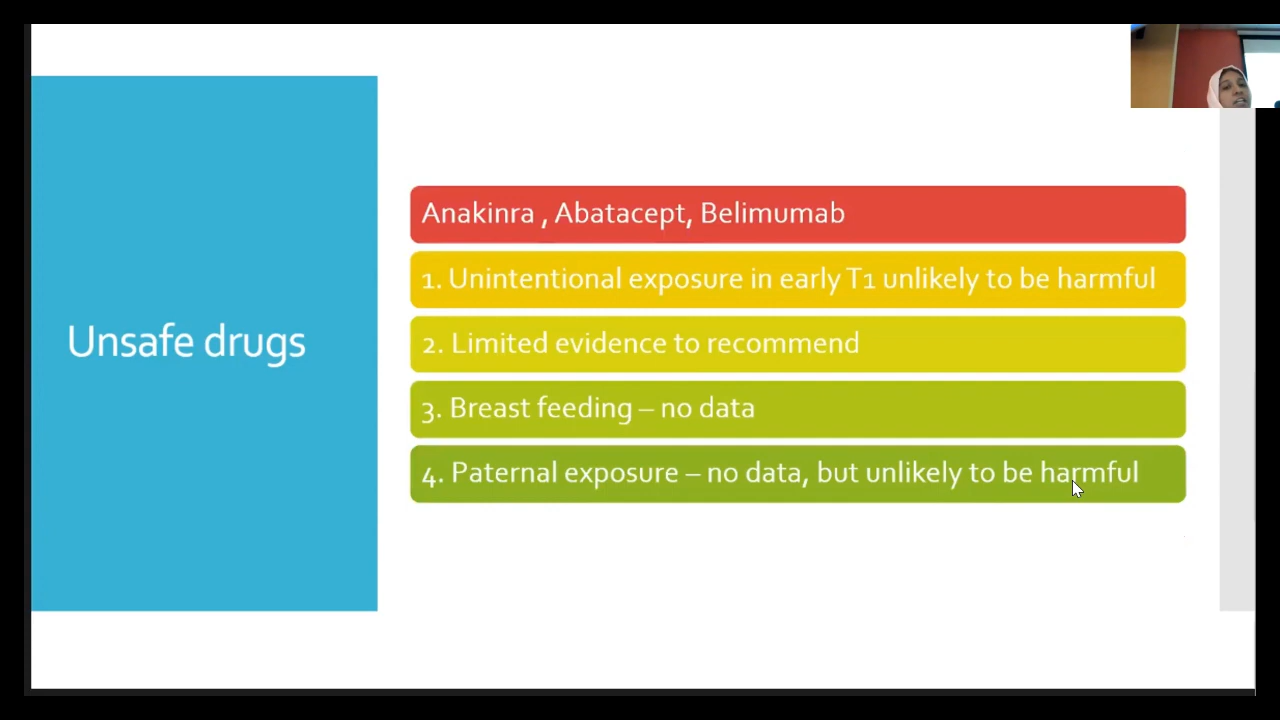 Unsafe drugs
Anakinra , Abatacept, Belimumab
1. Unintentional exposure in early T1 unlikely to be harmful
2. Limited evidence to recommend
3. Breast feeding – no data
4. Paternal exposure – no data, but unlikely to be harmful